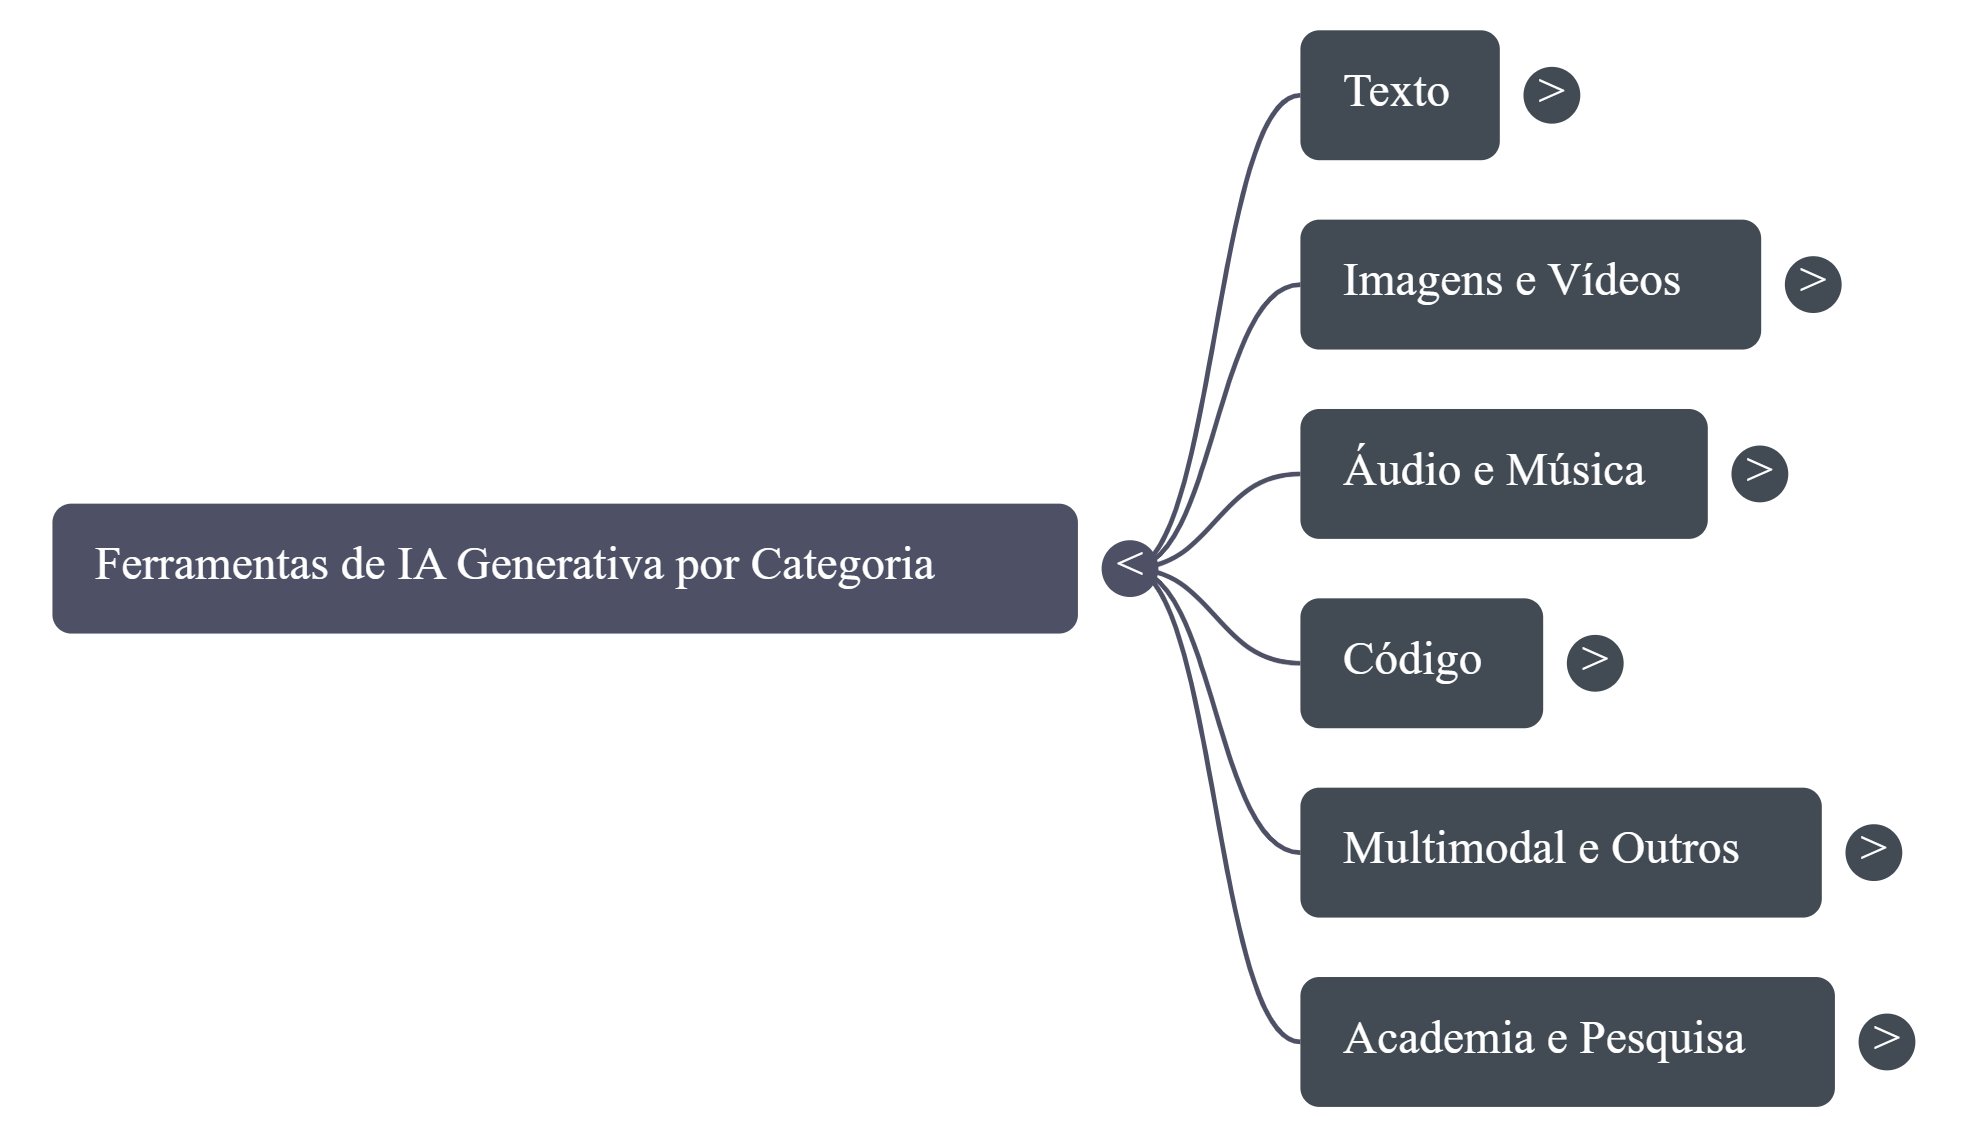 Ferramentas de IA Generativa por Categoria
<
Texto
>
Imagens e Vídeos
>
Áudio e Música
>
Código
>
Multimodal e Outros
>
Academia e Pesquisa
>